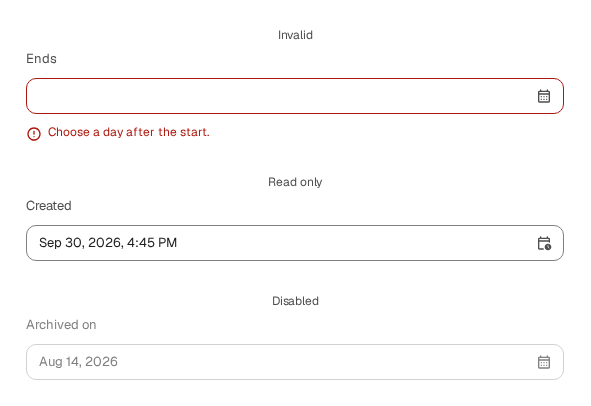 Invalid
Ends
Choose a day after the start.
Read only
Created
Sep 30, 2026, 4:45 PM
Disabled
Archived on
Aug 14, 2026